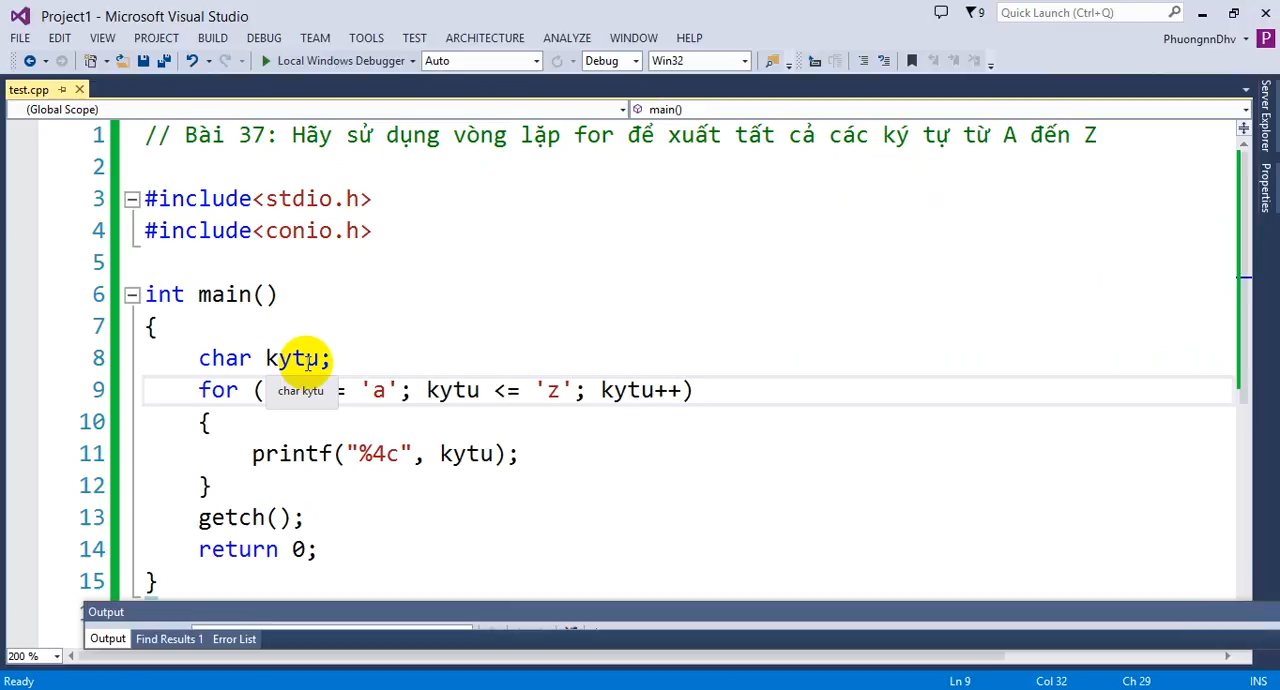 Project1 - Microsoft Visual Studio
9
Quick Launch (Ctrl+Q)
FILE EDIT VIEW PROJECT BUILD DEBUG TEAM TOOLS TEST ARCHITECTURE ANALYZE WINDOW HELP
PhuongnnDhv
P
Local Windows Debugger
Auto
Debug
Win32
test.cpp
(Global Scope)
main()
Server Explorer
Properties
1 // Bài 37: Hãy sử dụng vòng lặp for để xuất tất cả các ký tự từ A đến Z
2
3 #include<stdio.h>
4 #include<conio.h>
5
6 int main()
7 {
8 char kytu;
9 for ( = 'a'; kytu <= 'z'; kytu++)
char kytu
10 {
11 printf("%4c", kytu);
12 }
13 getch();
14 return 0;
15 }
Output
Output Find Results 1 Error List
200 %
Ready
Ln 9 Col 32 Ch 29 INS